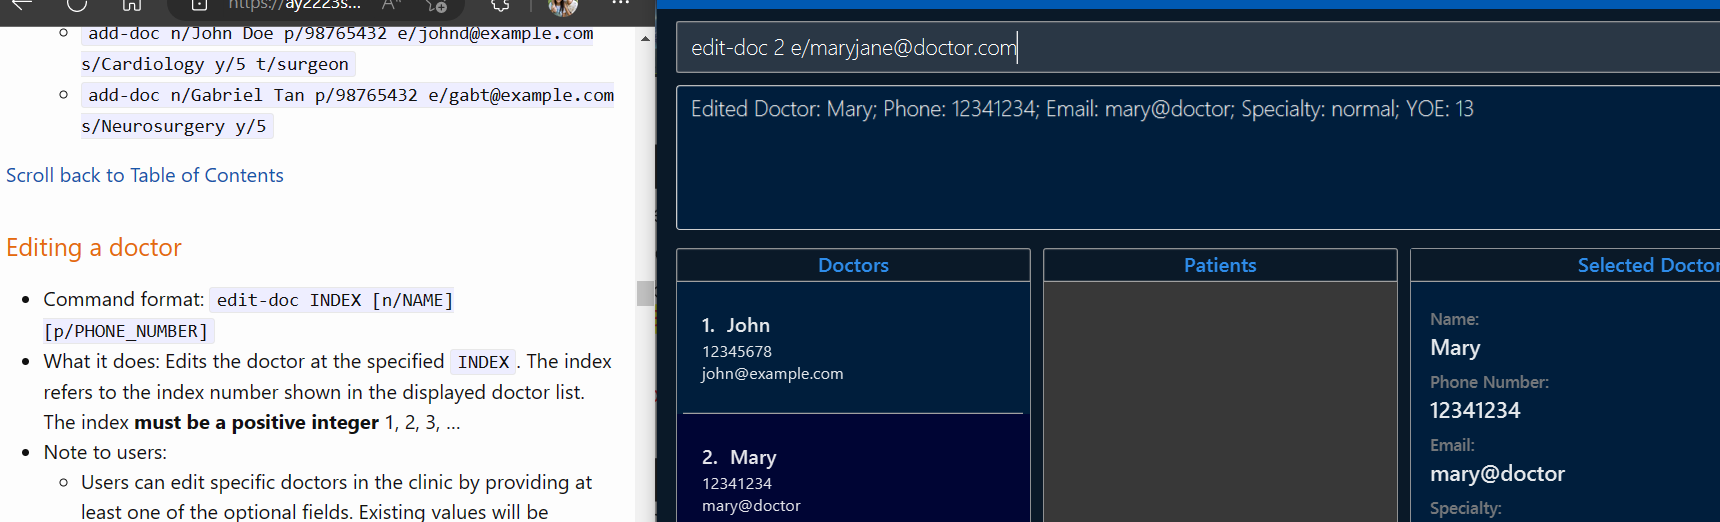 https://ay2223s...
add-doc n/John Doe p/98765432 e/johnd@example.com
s/Cardiology y/5 t/surgeon
add-doc n/Gabriel Tan p/98765432 e/gabt@example.com
s/Neurosurgery y/5
Scroll back to Table of Contents
Editing a doctor
Command format: edit-doc INDEX [n/NAME]
[p/PHONE_NUMBER]
What it does: Edits the doctor at the specified INDEX. The index
refers to the index number shown in the displayed doctor list.
The index must be a positive integer 1, 2, 3, …
Note to users:
Users can edit specific doctors in the clinic by providing at
least one of the optional fields. Existing values will be
edit-doc 2 e/maryjane@doctor.com
Edited Doctor: Mary; Phone: 12341234; Email: mary@doctor; Specialty: normal; YOE: 13
Doctors
1. John
12345678
john@example.com
2. Mary
12341234
mary@doctor
Patients
Selected Doctor
Name:
Mary
Phone Number:
12341234
Email:
mary@doctor
Specialty: